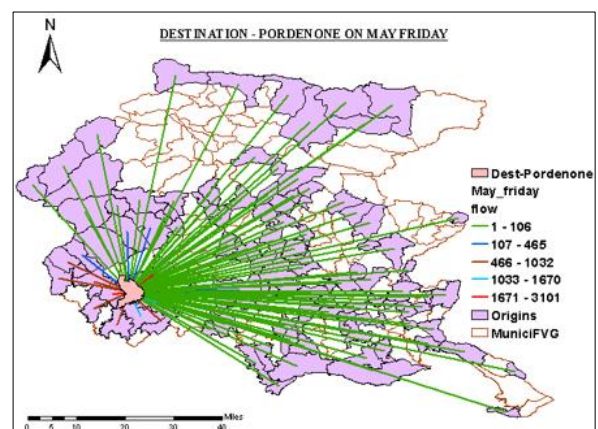 DESTINATION - PORDENONE ON MAY FRIDAY
N
Dest-Pordenone
May_friday
flow
1 - 106
107 - 465
466 - 1032
1033 - 1670
1671 - 3101
Origins
MuniciFVG
Miles
0 5 10 20 30 40